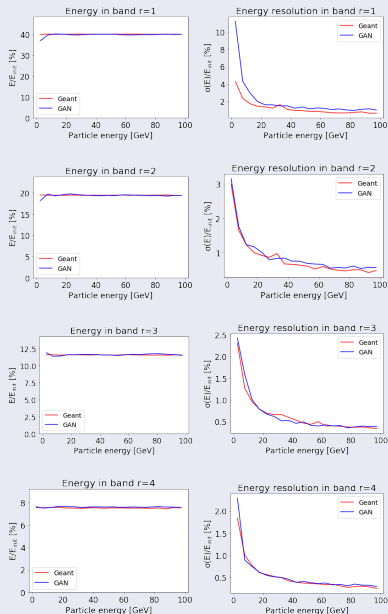 Energy in band r=1
E/E_init [%]
40
30
20
10
0
Geant
GAN
0 20 40 60 80 100
Particle energy [GeV]
Energy resolution in band r=1
σ(E)/E_init [%]
10
8
6
4
2
Geant
GAN
0 20 40 60 80 100
Particle energy [GeV]
Energy in band r=2
E/E_init [%]
20
15
10
5
0
Geant
GAN
0 20 40 60 80 100
Particle energy [GeV]
Energy resolution in band r=2
σ(E)/E_init [%]
3
2
1
Geant
GAN
0 20 40 60 80 100
Particle energy [GeV]
Energy in band r=3
E/E_init [%]
12.5
10.0
7.5
5.0
2.5
0.0
Geant
GAN
0 20 40 60 80 100
Particle energy [GeV]
Energy resolution in band r=3
σ(E)/E_init [%]
2.5
2.0
1.5
1.0
0.5
Geant
GAN
0 20 40 60 80 100
Particle energy [GeV]
Energy in band r=4
E/E_init [%]
8
6
4
2
0
Geant
GAN
0 20 40 60 80 100
Particle energy [GeV]
Energy resolution in band r=4
σ(E)/E_init [%]
2.0
1.5
1.0
0.5
Geant
GAN
0 20 40 60 80 100
Particle energy [GeV]